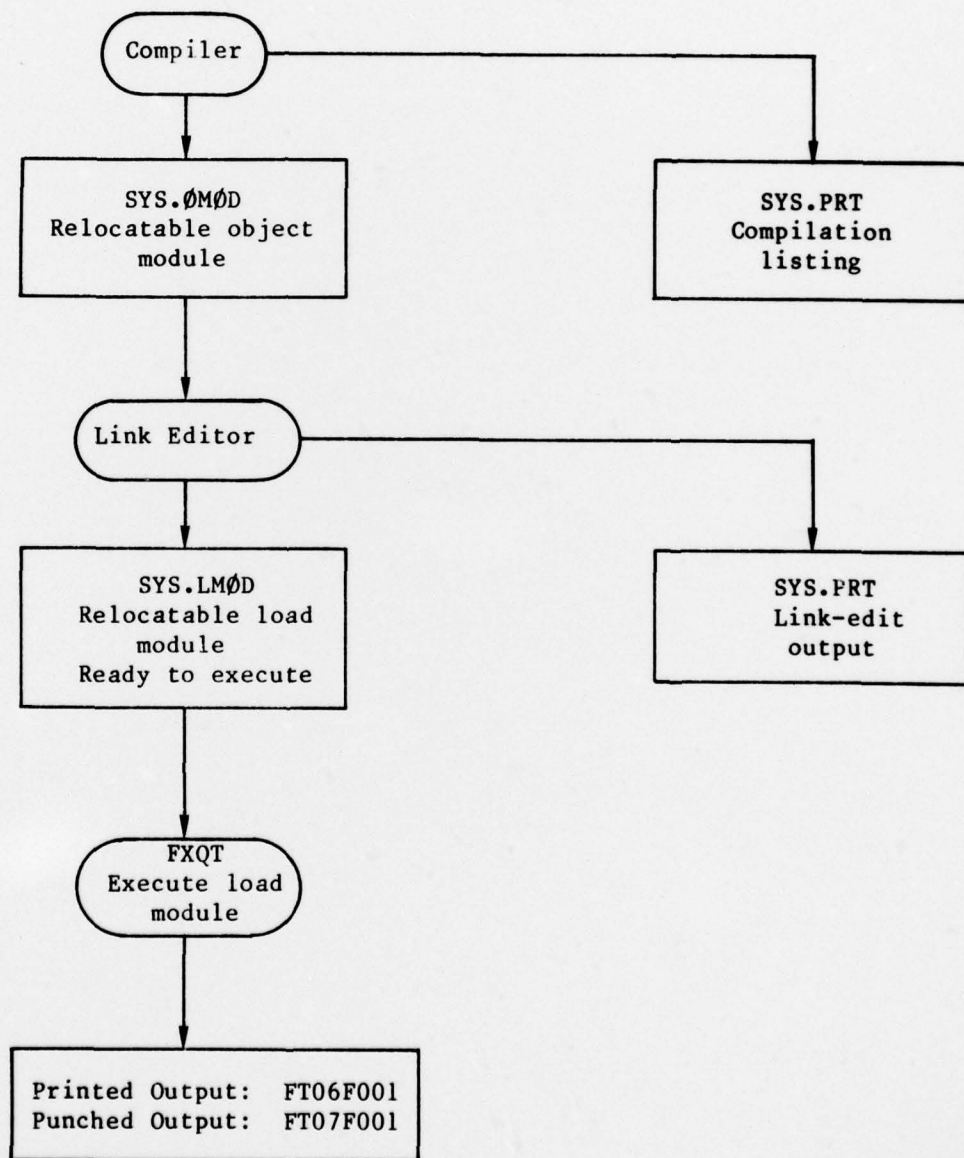 Compiler
SYS.ØMØD
Relocatable object
module
SYS.PRT
Compilation
listing
Link Editor
SYS.LMØD
Relocatable load
module
Ready to execute
SYS.PRT
Link-edit
output
FXQT
Execute load
module
Printed Output: FT06F001
Punched Output: FT07F001